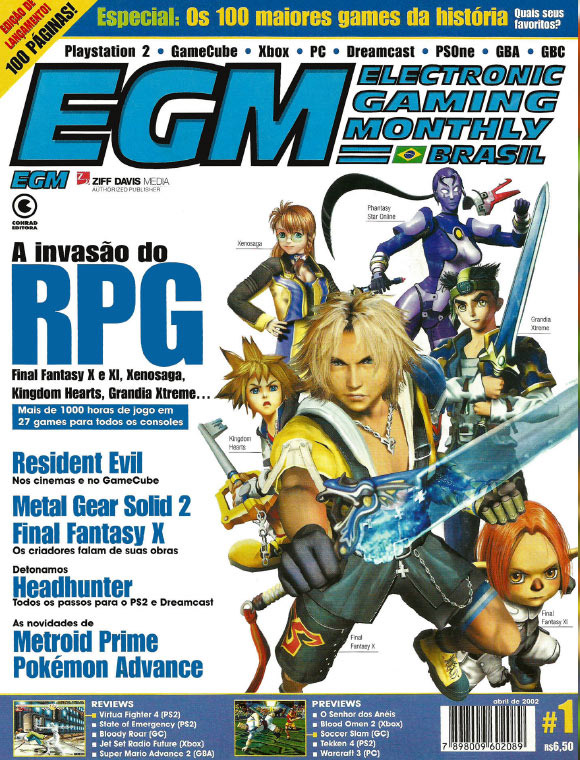 EDIÇÃO DE
LANÇAMENTO!
100 PÁGINAS!
Especial: Os 100 maiores games da história
Quais seus
favoritos?
Playstation 2 • GameCube • Xbox • PC • Dreamcast • PSOne • GBA • GBC
EGM
ELECTRONIC
GAMING
MONTHLY
BRASIL
EGM
ZIFF DAVIS MEDIA
AUTHORIZED PUBLISHER
CONRAD
EDITORA
A invasão do
RPG
Final Fantasy X e XI, Xenosaga,
Kingdom Hearts, Grandia Xtreme...
Mais de 1000 horas de jogo em
27 games para todos os consoles
Xenosaga
Phantasy
Star Online
Grandia
Xtreme
Kingdom
Hearts
Final
Fantasy X
Final
Fantasy XI
Resident Evil
Nos cinemas e no GameCube
Metal Gear Solid 2
Final Fantasy X
Os criadores falam de suas obras
Detonamos
Headhunter
Todos os passos para o PS2 e Dreamcast
As novidades de
Metroid Prime
Pokémon Advance
REVIEWS
Virtua Fighter 4 (PS2)
State of Emergency (PS2)
Bloody Roar (GC)
Jet Set Radio Future (Xbox)
Super Mario Advance 2 (GBA)
PREVIEWS
O Senhor dos Anéis
Blood Omen 2 (Xbox)
Soccer Slam (GC)
Tekken 4 (PS2)
Warcraft 3 (PC)
abril de 2002
7 898009 602089
#1
R$6,50